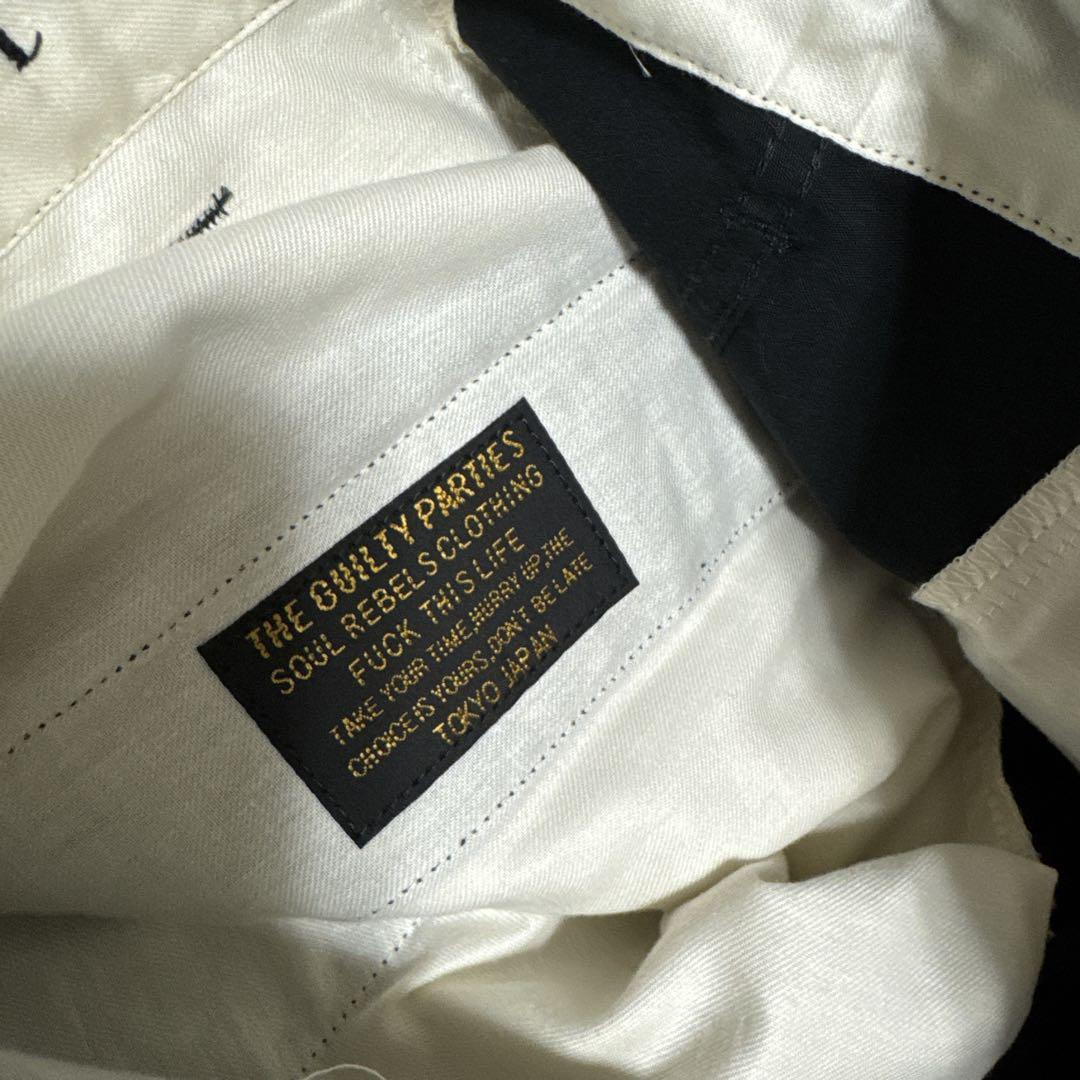 THE GUILTY PARTIES
SOUL REBELS CLOTHING
FUCK THIS LIFE
TAKE YOUR TIME,HURRY UP,THE
CHOICE IS YOURS,DON'T BE LATE
TOKYO JAPAN